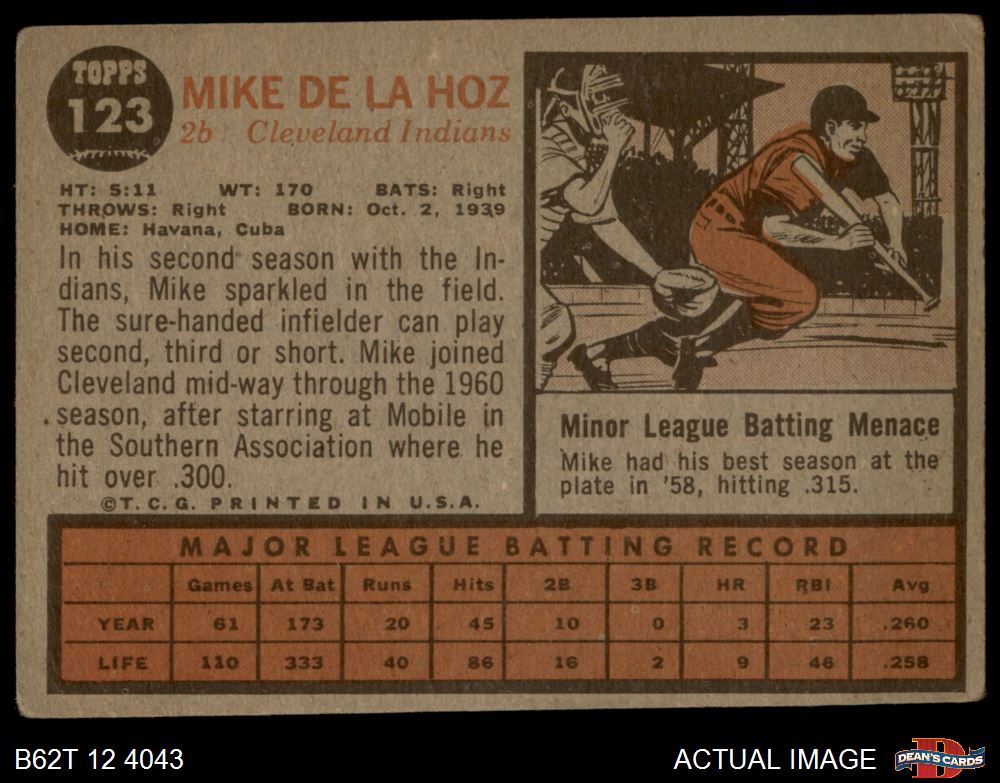 TOPPS
123
MIKE DE LA HOZ
2b Cleveland Indians
HT: 5:11 WT: 170 BATS: Right
THROWS: Right BORN: Oct. 2, 1939
HOME: Havana, Cuba
In his second season with the In-
dians, Mike sparkled in the field.
The sure-handed infielder can play
second, third or short. Mike joined
Cleveland mid-way through the 1960
season, after starring at Mobile in
the Southern Association where he
hit over .300.
©T.C.G. PRINTED IN U.S.A.
Minor League Batting Menace
Mike had his best season at the
plate in '58, hitting .315.
MAJOR LEAGUE BATTING RECORD
Games At Bat Runs Hits 2B 3B HR RBI Avg
YEAR 61 173 20 45 10 0 3 23 .260
LIFE 110 333 40 86 16 2 9 46 .258
B62T 12 4043
ACTUAL IMAGE
D
DEAN'S CARDS